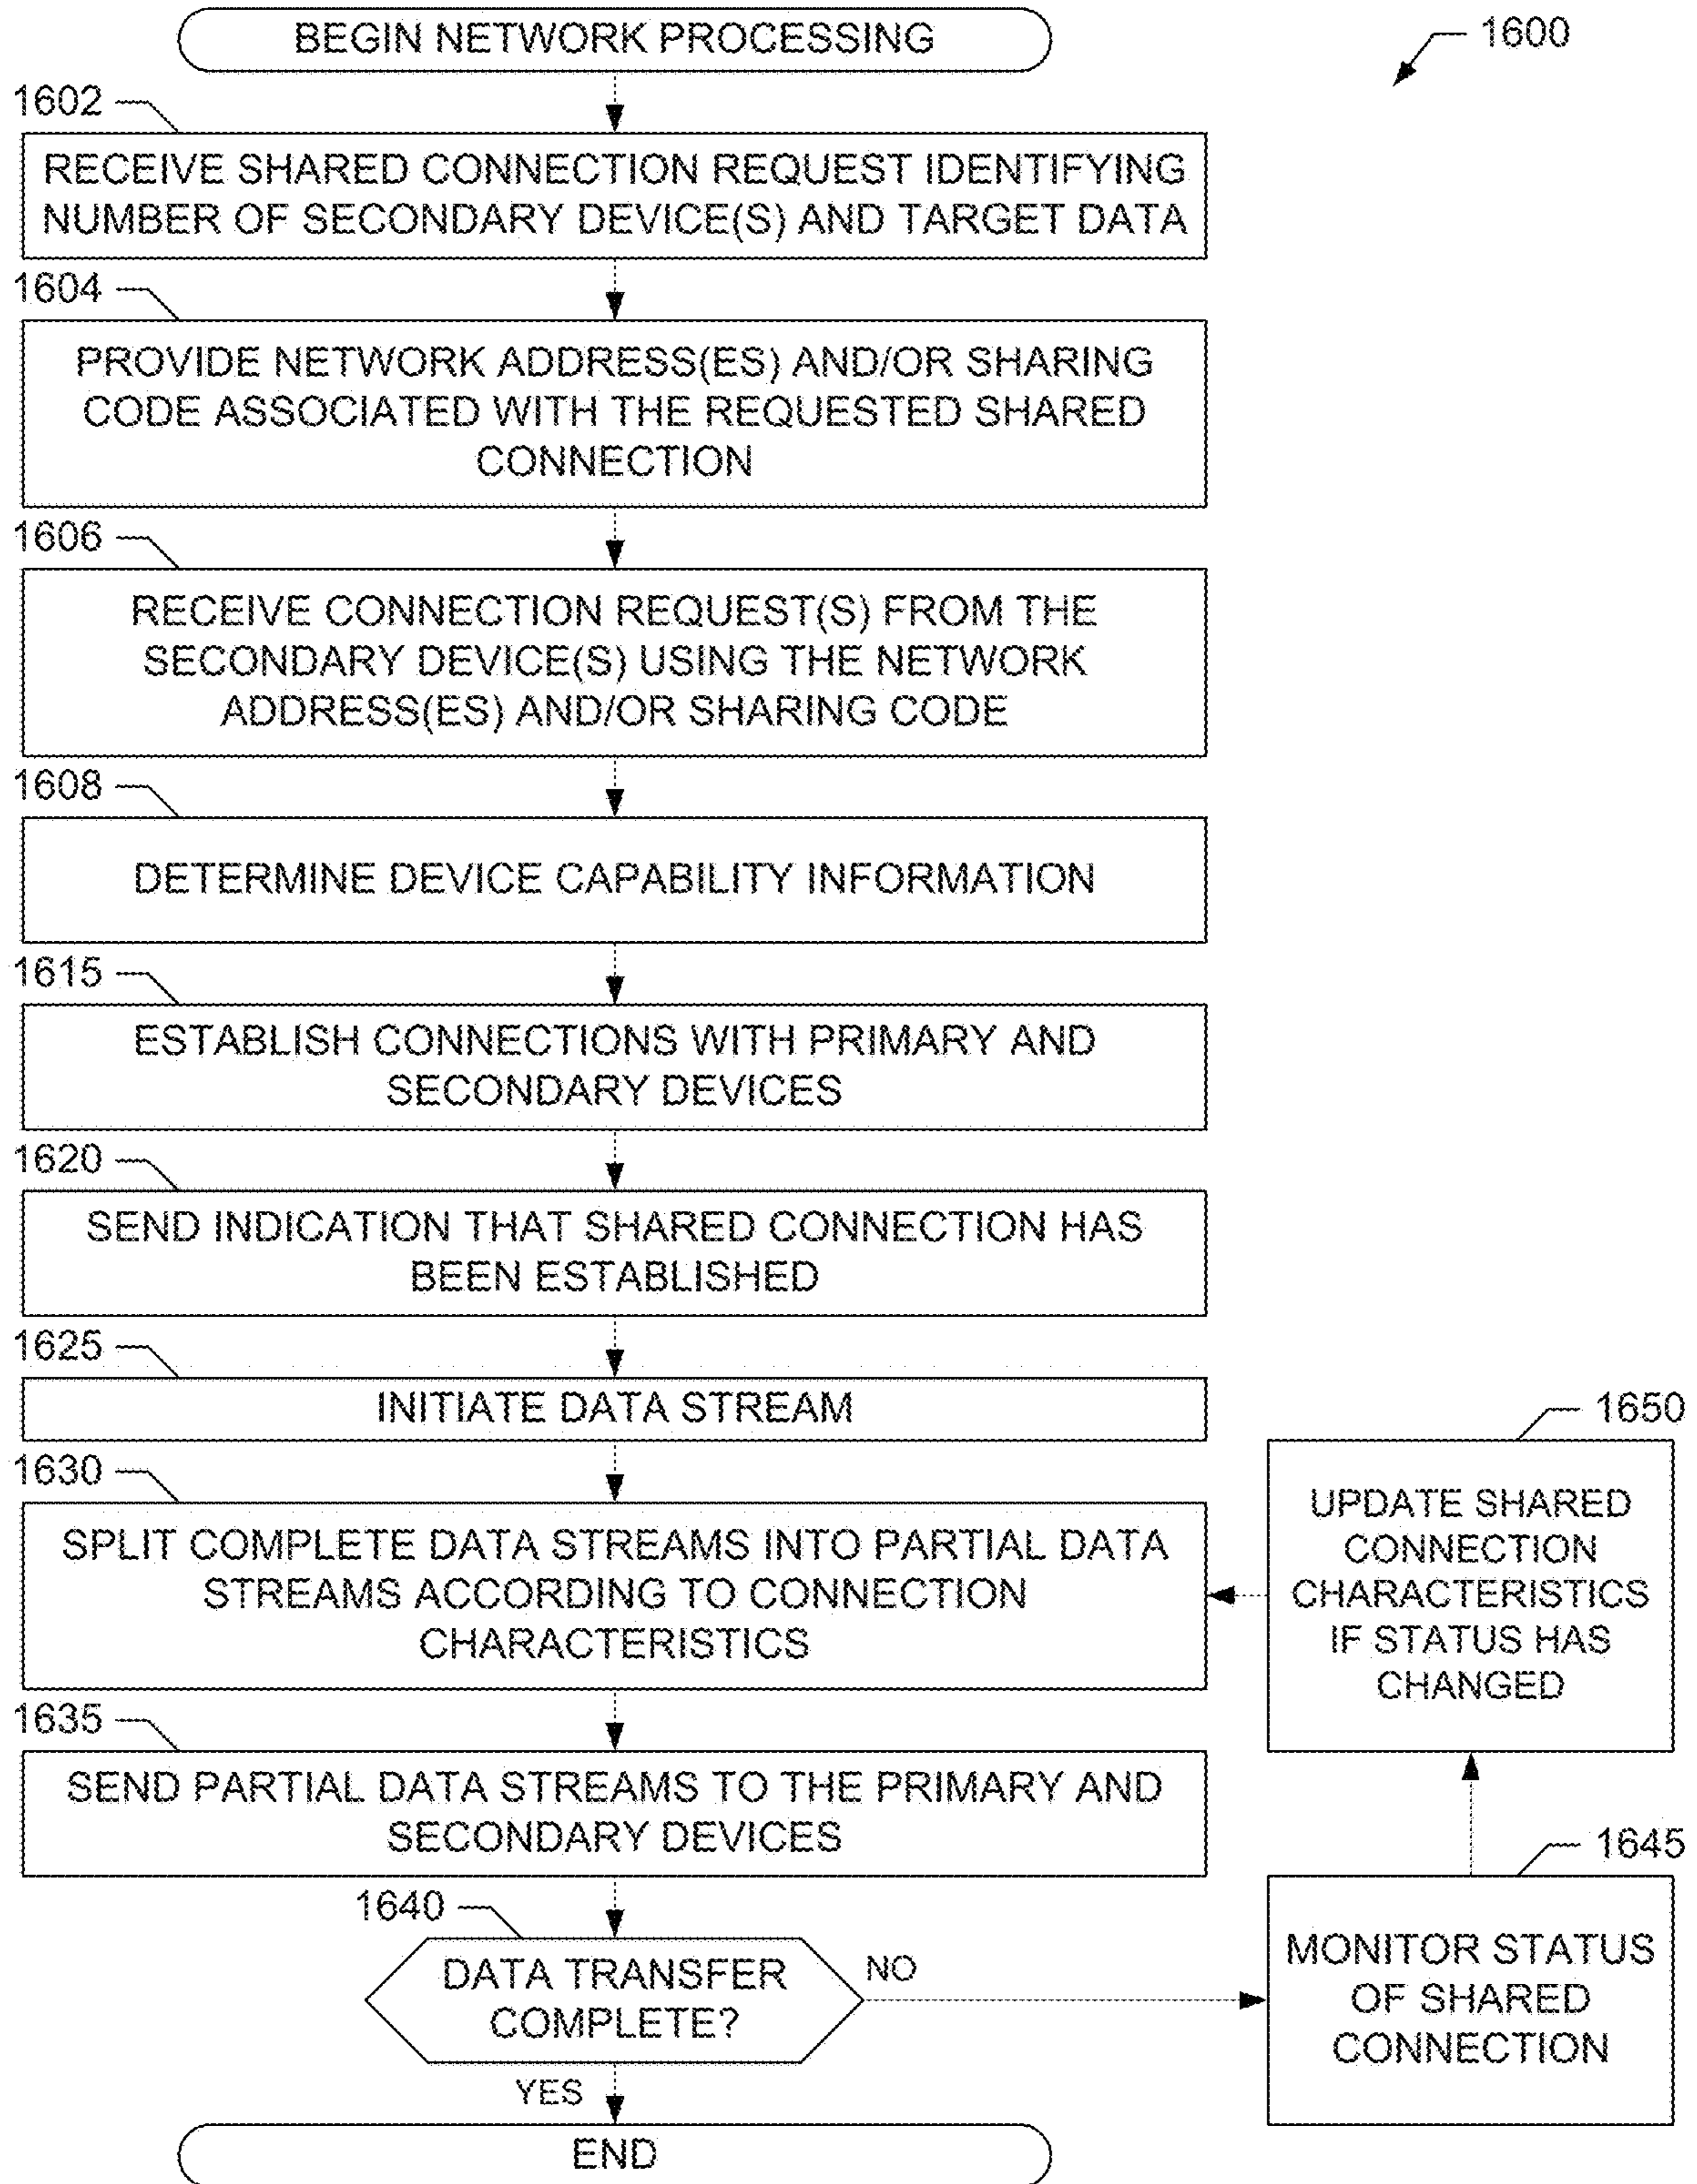 BEGIN NETWORK PROCESSING
1600
1602
RECEIVE SHARED CONNECTION REQUEST IDENTIFYING
NUMBER OF SECONDARY DEVICE(S) AND TARGET DATA
1604
PROVIDE NETWORK ADDRESS(ES) AND/OR SHARING
CODE ASSOCIATED WITH THE REQUESTED SHARED
CONNECTION
1606
RECEIVE CONNECTION REQUEST(S) FROM THE
SECONDARY DEVICE(S) USING THE NETWORK
ADDRESS(ES) AND/OR SHARING CODE
1608
DETERMINE DEVICE CAPABILITY INFORMATION
1615
ESTABLISH CONNECTIONS WITH PRIMARY AND
SECONDARY DEVICES
1620
SEND INDICATION THAT SHARED CONNECTION HAS
BEEN ESTABLISHED
1625
INITIATE DATA STREAM
1630
SPLIT COMPLETE DATA STREAMS INTO PARTIAL DATA
STREAMS ACCORDING TO CONNECTION
CHARACTERISTICS
1635
SEND PARTIAL DATA STREAMS TO THE PRIMARY AND
SECONDARY DEVICES
1640
DATA TRANSFER
COMPLETE?
NO
YES
END
1645
MONITOR STATUS
OF SHARED
CONNECTION
1650
UPDATE SHARED
CONNECTION
CHARACTERISTICS
IF STATUS HAS
CHANGED